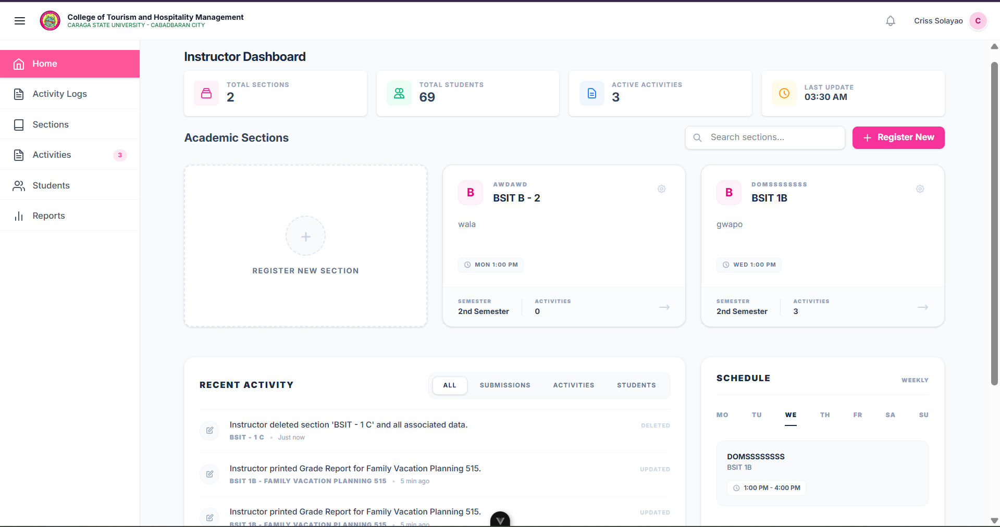 College of Tourism and Hospitality Management
CARAGA STATE UNIVERSITY - CABADBARAN CITY
Criss Solayao
C
Home
Activity Logs
Sections
Activities
3
Students
Reports
Instructor Dashboard
TOTAL SECTIONS
2
TOTAL STUDENTS
69
ACTIVE ACTIVITIES
3
LAST UPDATE
03:30 AM
Academic Sections
Search sections...
Register New
REGISTER NEW SECTION
B
AWDAWD
BSIT B - 2
wala
MON 1:00 PM
SEMESTER
2nd Semester
ACTIVITIES
0
B
DOMSSSSSSSS
BSIT 1B
gwapo
WED 1:00 PM
SEMESTER
2nd Semester
ACTIVITIES
3
RECENT ACTIVITY
ALL
SUBMISSIONS
ACTIVITIES
STUDENTS
Instructor deleted section 'BSIT - 1 C' and all associated data.
DELETED
BSIT - 1 C • Just now
Instructor printed Grade Report for Family Vacation Planning 515.
UPDATED
BSIT 1B - FAMILY VACATION PLANNING 515 • 5 min ago
Instructor printed Grade Report for Family Vacation Planning 515.
UPDATED
BSIT 1B - FAMILY VACATION PLANNING 515 • 5 min ago
SCHEDULE
WEEKLY
MO TU WE TH FR SA SU
DOMSSSSSSSS
BSIT 1B
1:00 PM - 4:00 PM